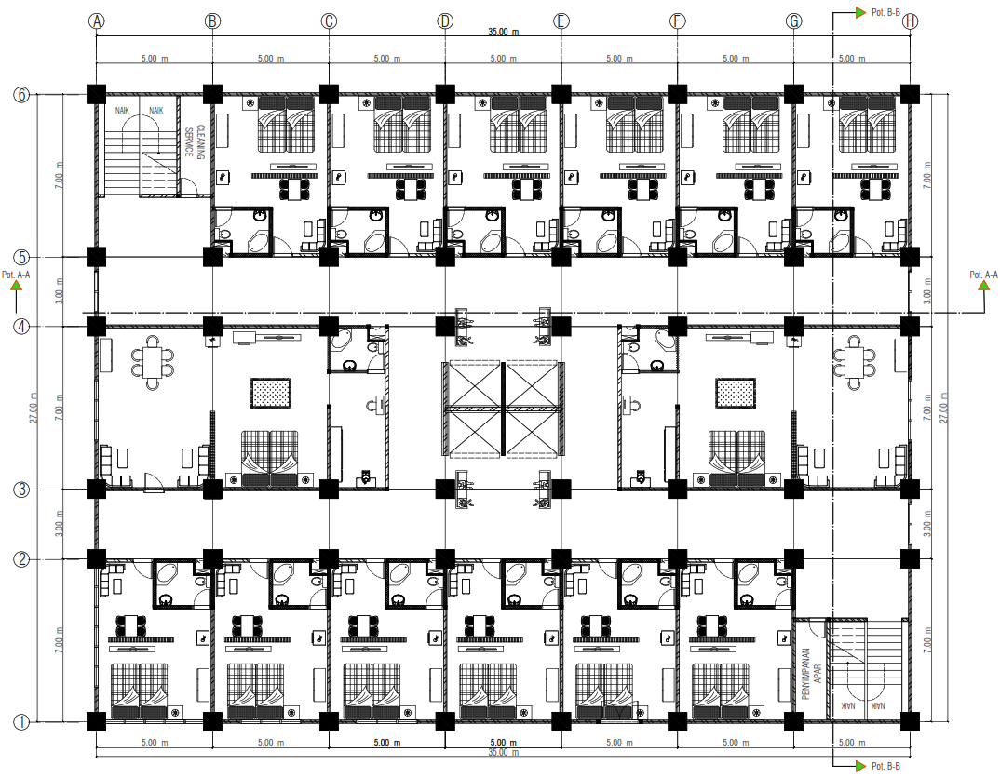 Pot. B-B
A B C D E F G H
35.00 m
5.00 m 5.00 m 5.00 m 5.00 m 5.00 m 5.00 m 5.00 m
6
NAIK NAIK
CLEANING
SERVICE
7.00 m 7.00 m
5
Pot. A-A Pot. A-A
3.00 m 3.00 m
4
27.00 m 7.00 m 7.00 m 27.00 m
3
3.00 m 3.00 m
2
7.00 m 7.00 m
PENYIMPANAN
APAR
NAIK NAIK
1
5.00 m 5.00 m 5.00 m 5.00 m 5.00 m 5.00 m 5.00 m
35.00 m
Pot. B-B